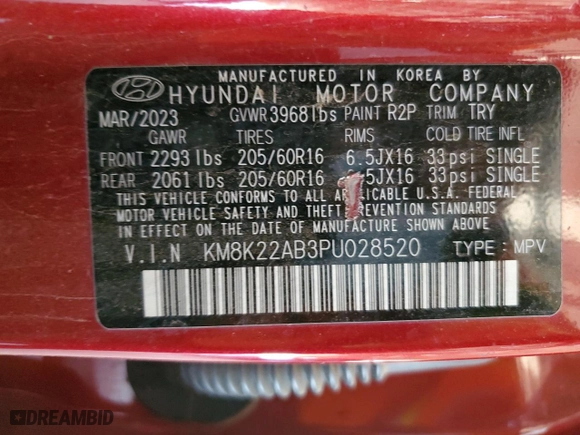 MANUFACTURED IN KOREA BY
HYUNDAI MOTOR COMPANY
MAR/2023 GVWR 3968lbs PAINT R2P TRIM TRY
GAWR TIRES RIMS COLD TIRE INFL
FRONT 2293 lbs 205/60R16 6.5JX16 33psi SINGLE
REAR 2061 lbs 205/60R16 .5JX16 33psi SINGLE
THIS VEHICLE CONFORMS TO ALL APPLICABLE U.S.A. FEDERAL
MOTOR VEHICLE SAFETY AND THEFT PREVENTION STANDARDS
IN EFFECT ON THE DATE OF MANUFACTURE SHOWN ABOVE.
V.I.N KM8K22AB3PU028520 TYPE : MPV
DREAMBID